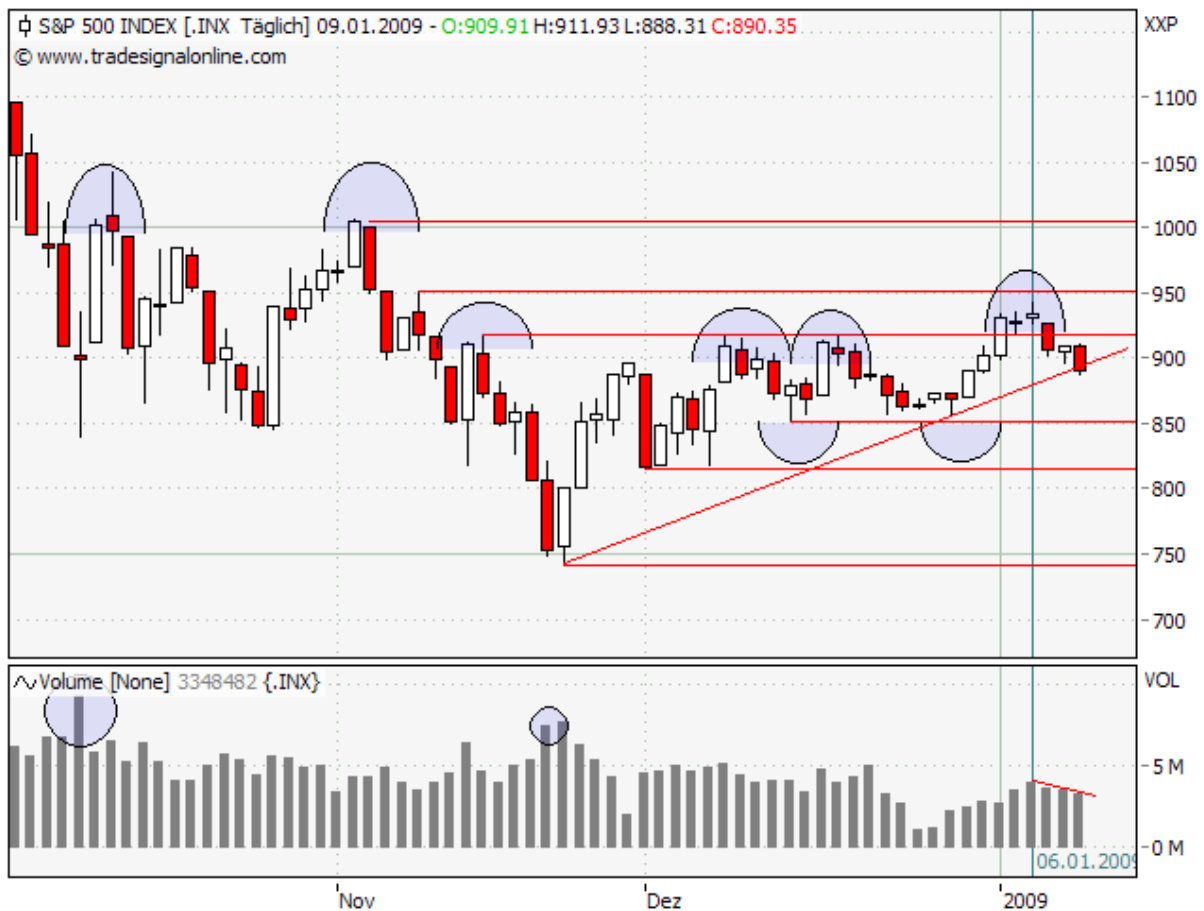 S&P 500 INDEX [.INX Täglich] 09.01.2009 - O:909.91 H:911.93 L:888.31 C:890.35
XXP
© www.tradesignalonline.com
1100
1050
1000
950
900
850
800
750
700
Volume [None] 3348482 {.INX}
VOL
5 M
0 M
06.01.2009
Nov
Dez
2009